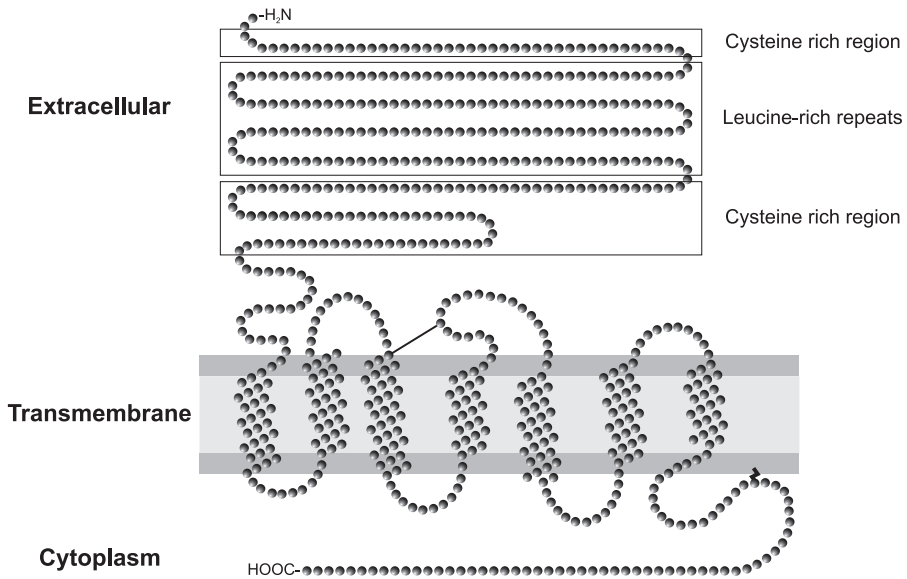 -H₂N
Cysteine rich region
Extracellular
Leucine-rich repeats
Cysteine rich region
Transmembrane
Cytoplasm
HOOC-